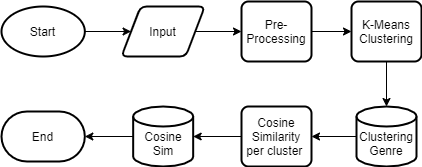 Start
Input
Pre-
Processing
K-Means
Clustering
Clustering
Genre
Cosine
Similarity
per cluster
Cosine
Sim
End